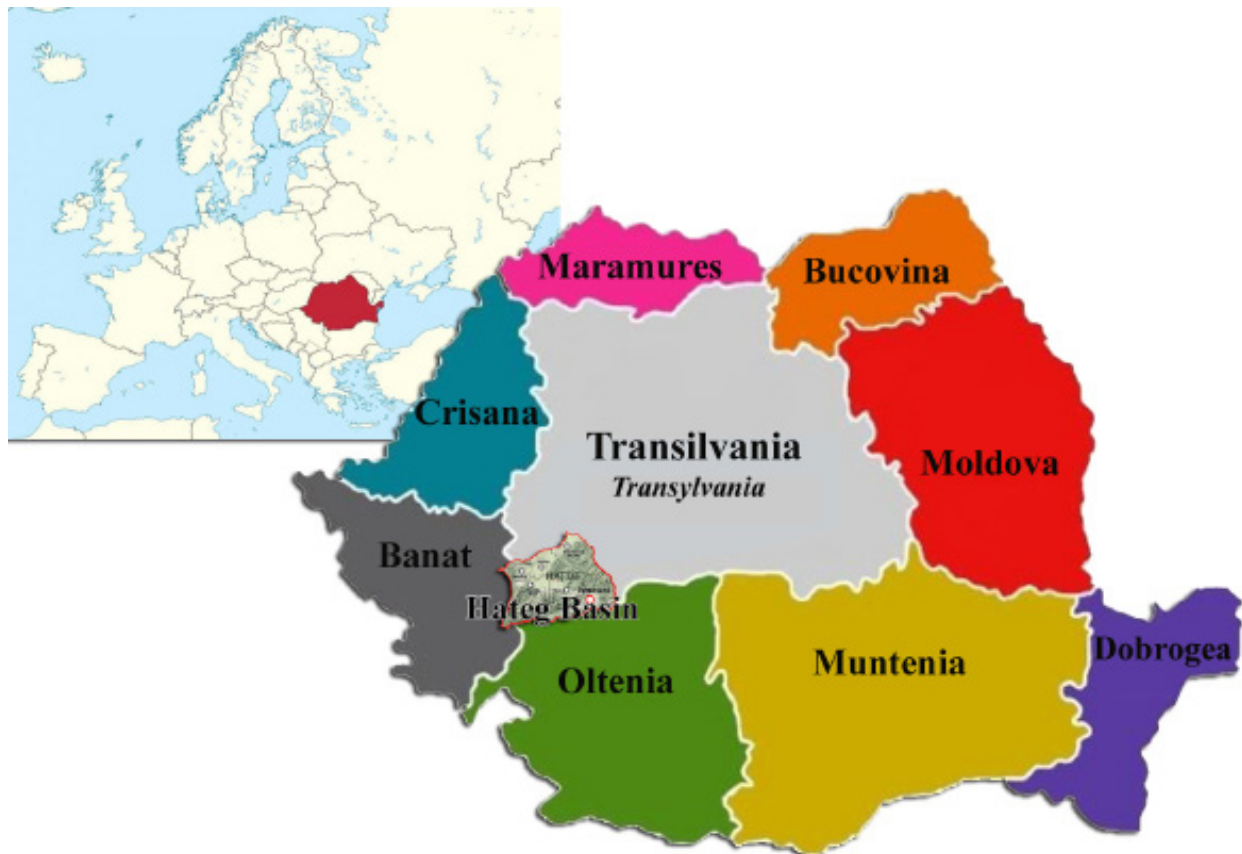 Maramures
Bucovina
Crisana
Transilvania
Transylvania
Moldova
Banat
Hateg Basin
Oltenia
Muntenia
Dobrogea